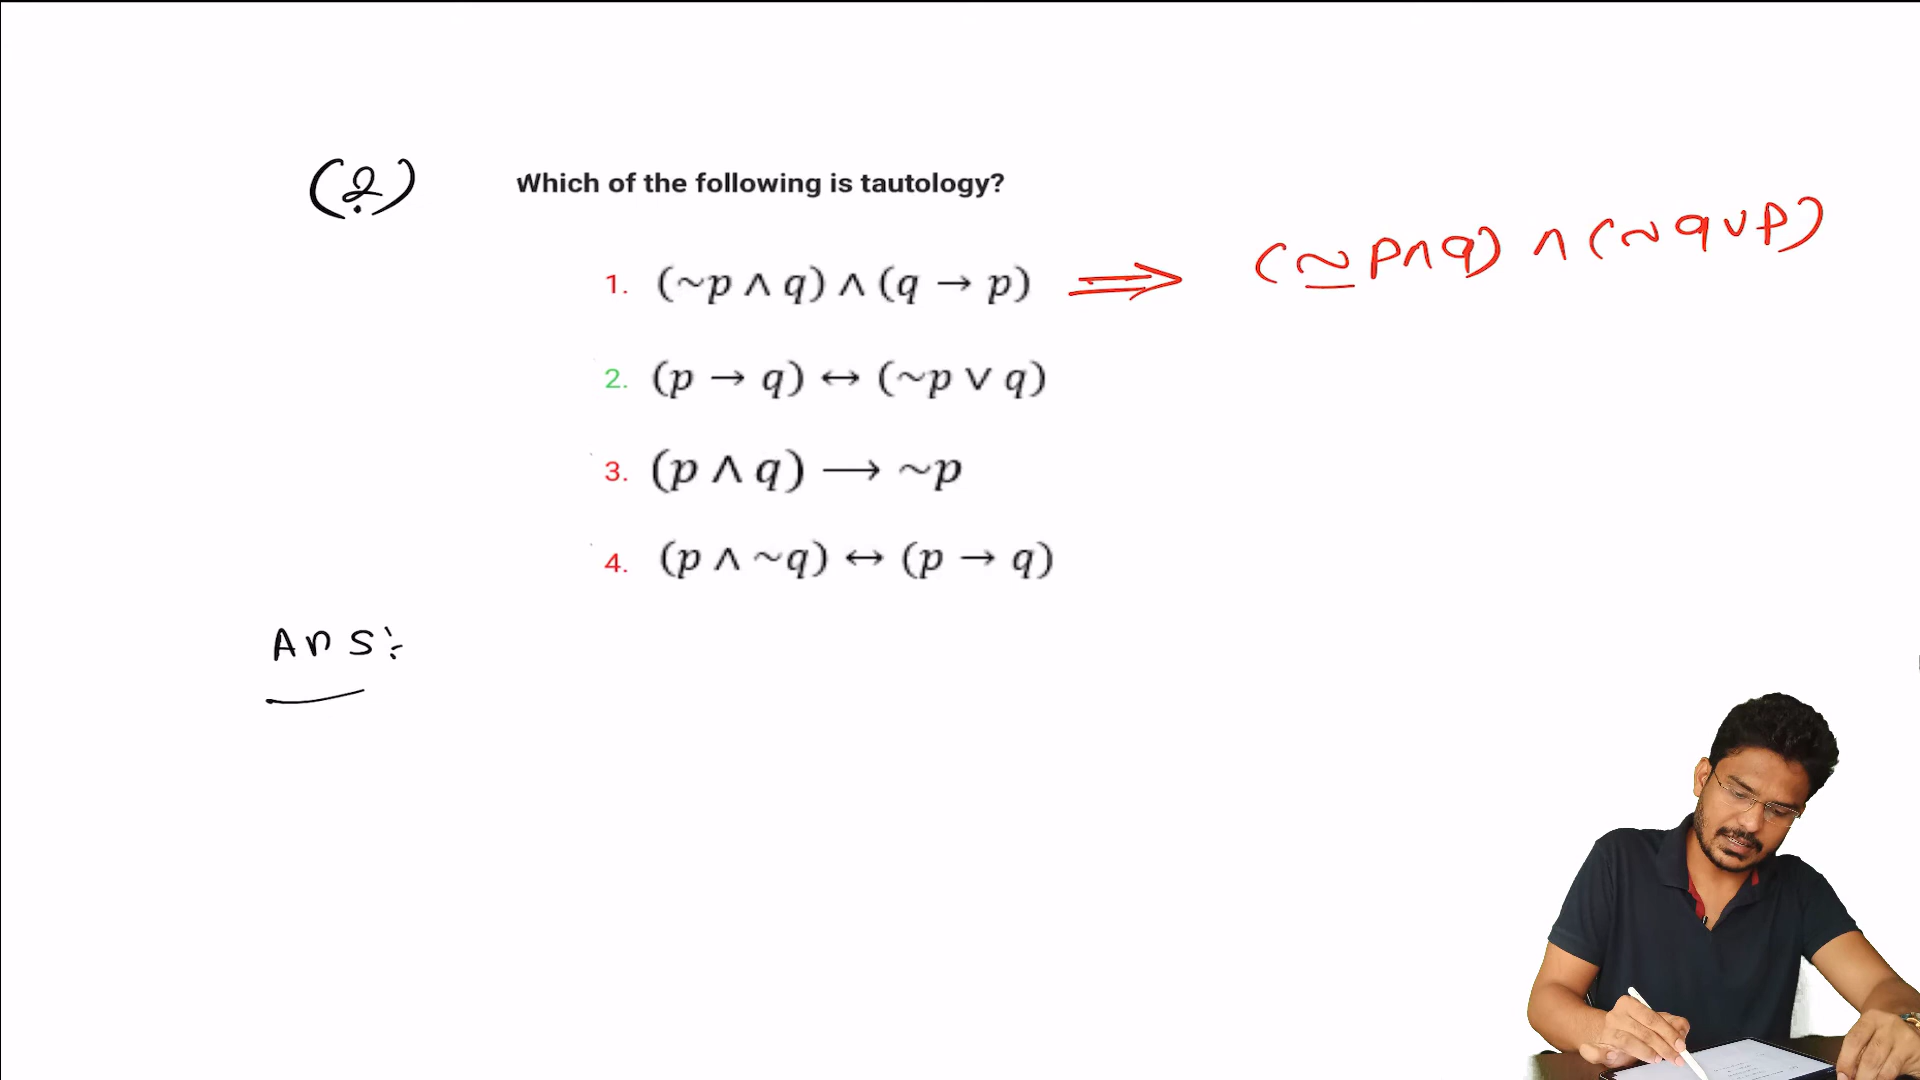 (2) Which of the following is tautology?
1. (~p ∧ q) ∧ (q → p) ⟹ (~p∧q) ∧ (~q∨p)
2. (p → q) ↔ (~p ∨ q)
3. (p ∧ q) ⟶ ~p
4. (p ∧ ~q) ↔ (p → q)
Ans:-